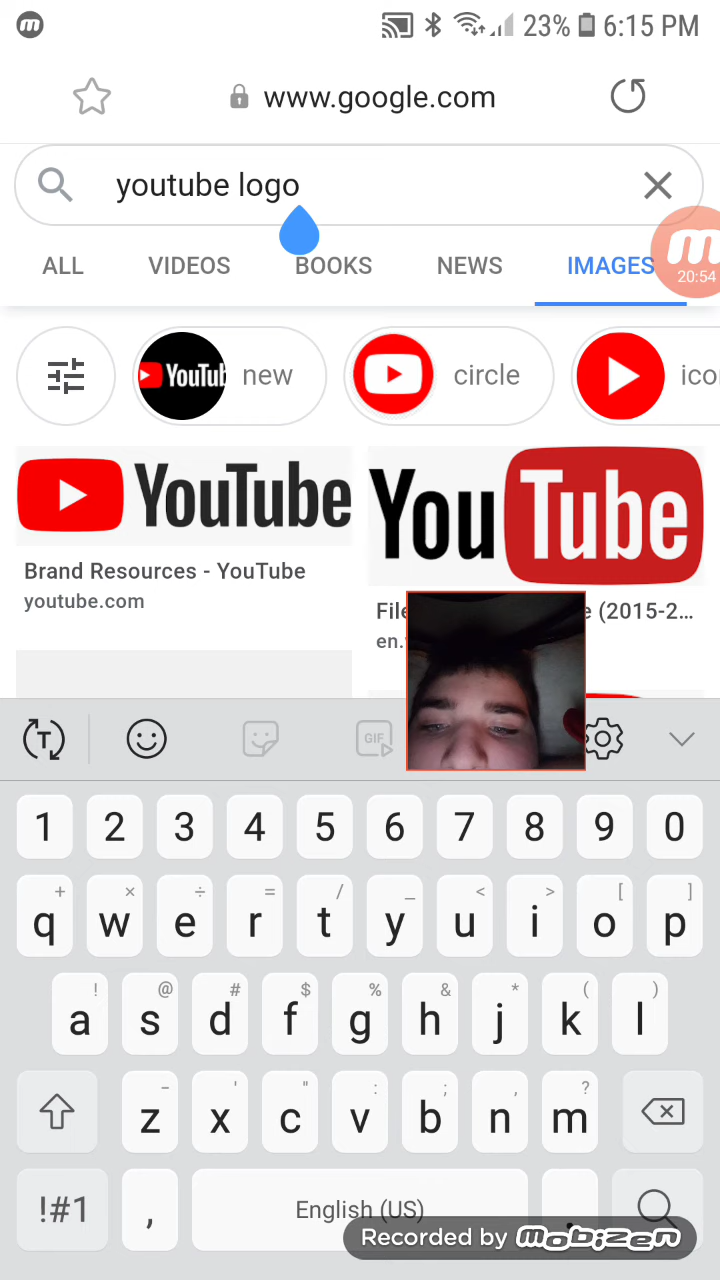 23% 6:15 PM
www.google.com
youtube logo
20:54
ALL VIDEOS BOOKS NEWS IMAGES
YouTub new circle
YouTube
YouTube
Brand Resources - YouTube
youtube.com
File
(2015-2...
en.
T
GIF
1 2 3 4 5 6 7 8 9 0
+ × ÷ = / _ < > [ ]
q w e r t y u i o p
! @ # $ % & * ( )
a s d f g h j k l
- ' " : ; , ?
z x c v b n m
!#1 , English (US) .
Recorded by mobizen